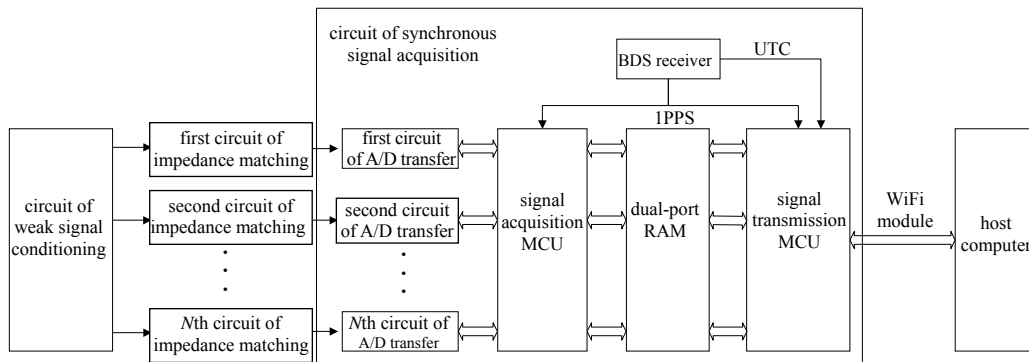 circuit of synchronous
signal acquisition
BDS receiver
UTC
1PPS
circuit of
weak signal
conditioning
first circuit of
impedance matching
second circuit of
impedance matching
Nth circuit of
impedance matching
first circuit
of A/D transfer
second circuit
of A/D transfer
Nth circuit of
A/D transfer
signal
acquisition
MCU
dual-port
RAM
signal
transmission
MCU
WiFi
module
host
computer